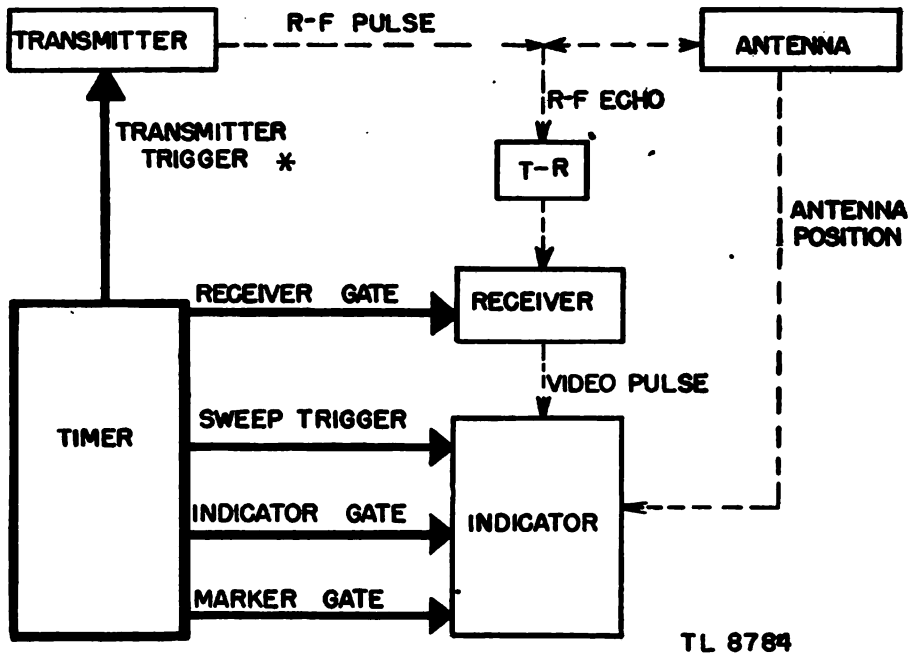 R-F PULSE
TRANSMITTER
ANTENNA
R-F ECHO
TRANSMITTER
TRIGGER *
T-R
ANTENNA
POSITION
RECEIVER GATE
RECEIVER
VIDEO PULSE
SWEEP TRIGGER
TIMER
INDICATOR GATE
INDICATOR
MARKER GATE
TL 8784